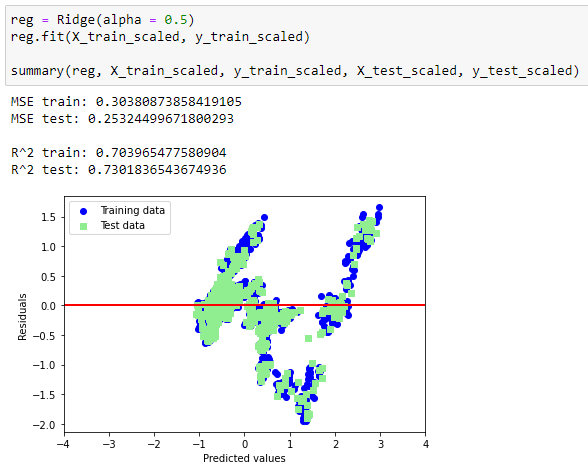 reg = Ridge(alpha = 0.5)
reg.fit(X_train_scaled, y_train_scaled)
summary(reg, X_train_scaled, y_train_scaled, X_test_scaled, y_test_scaled)
MSE train: 0.30380873858419105
MSE test: 0.25324499671800293
R^2 train: 0.703965477580904
R^2 test: 0.7301836543674936
Training data
Test data
1.5
1.0
0.5
0.0
−0.5
−1.0
−1.5
−2.0
Residuals
−4 −3 −2 −1 0 1 2 3 4
Predicted values